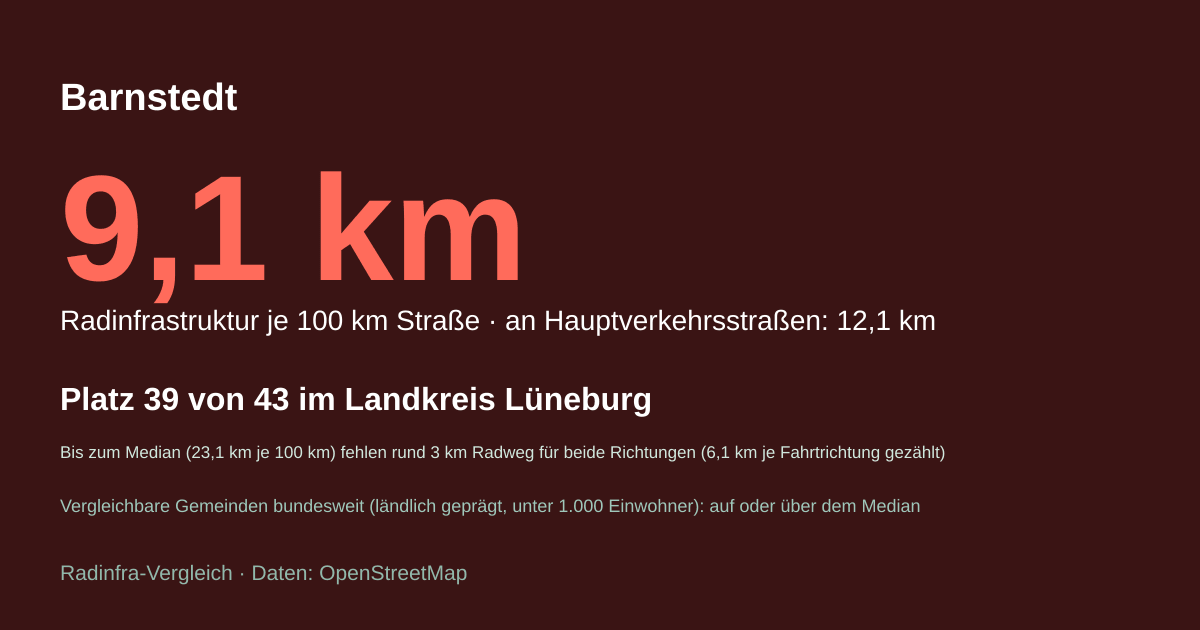 Barnstedt
9,1 km
Radinfrastruktur je 100 km Straße · an Hauptverkehrsstraßen: 12,1 km
Platz 39 von 43 im Landkreis Lüneburg
Bis zum Median (23,1 km je 100 km) fehlen rund 3 km Radweg für beide Richtungen (6,1 km je Fahrtrichtung gezählt)
Vergleichbare Gemeinden bundesweit (ländlich geprägt, unter 1.000 Einwohner): auf oder über dem Median
Radinfra-Vergleich · Daten: OpenStreetMap